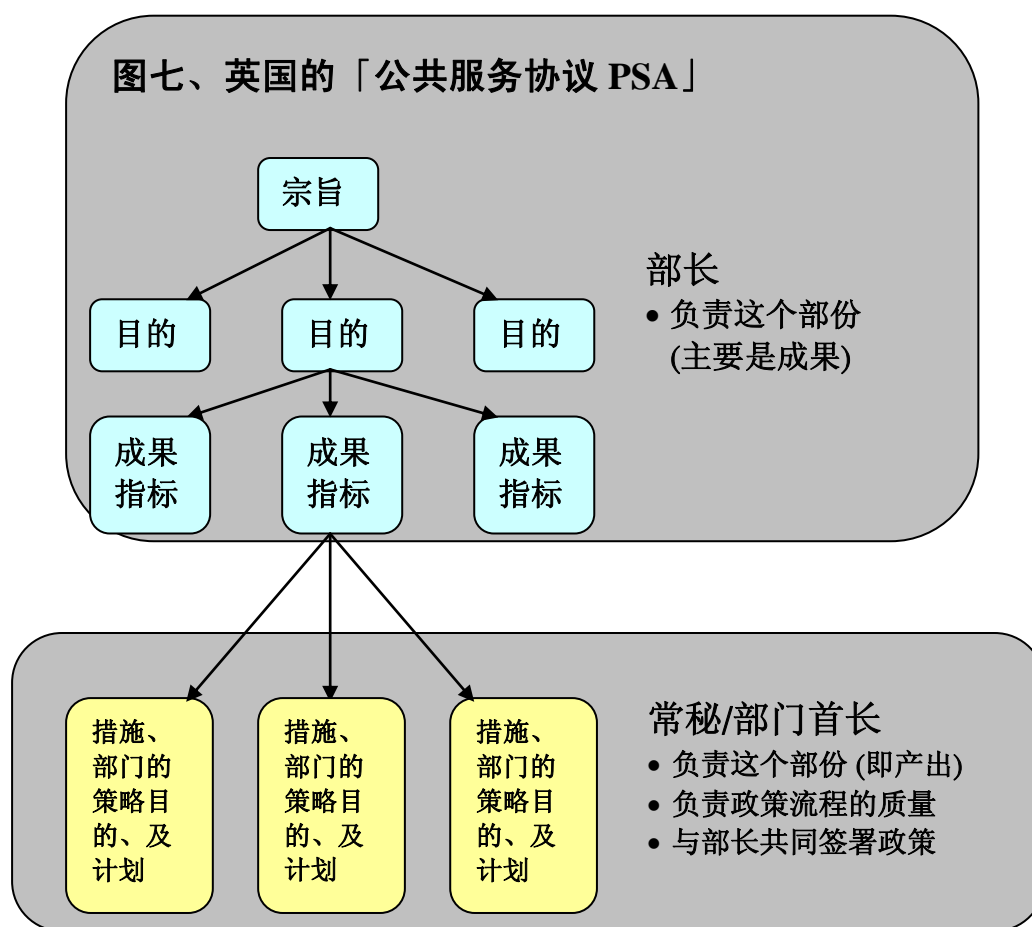 图七、英国的「公共服务协议 PSA」
宗旨
目的
目的
目的
部长
• 负责这个部份
(主要是成果)
成果
指标
成果
指标
成果
指标
措施、
部门的
策略目
的、及
计划
措施、
部门的
策略目
的、及
计划
措施、
部门的
策略目
的、及
计划
常秘/部门首长
• 负责这个部份 (即产出)
• 负责政策流程的质量
• 与部长共同签署政策